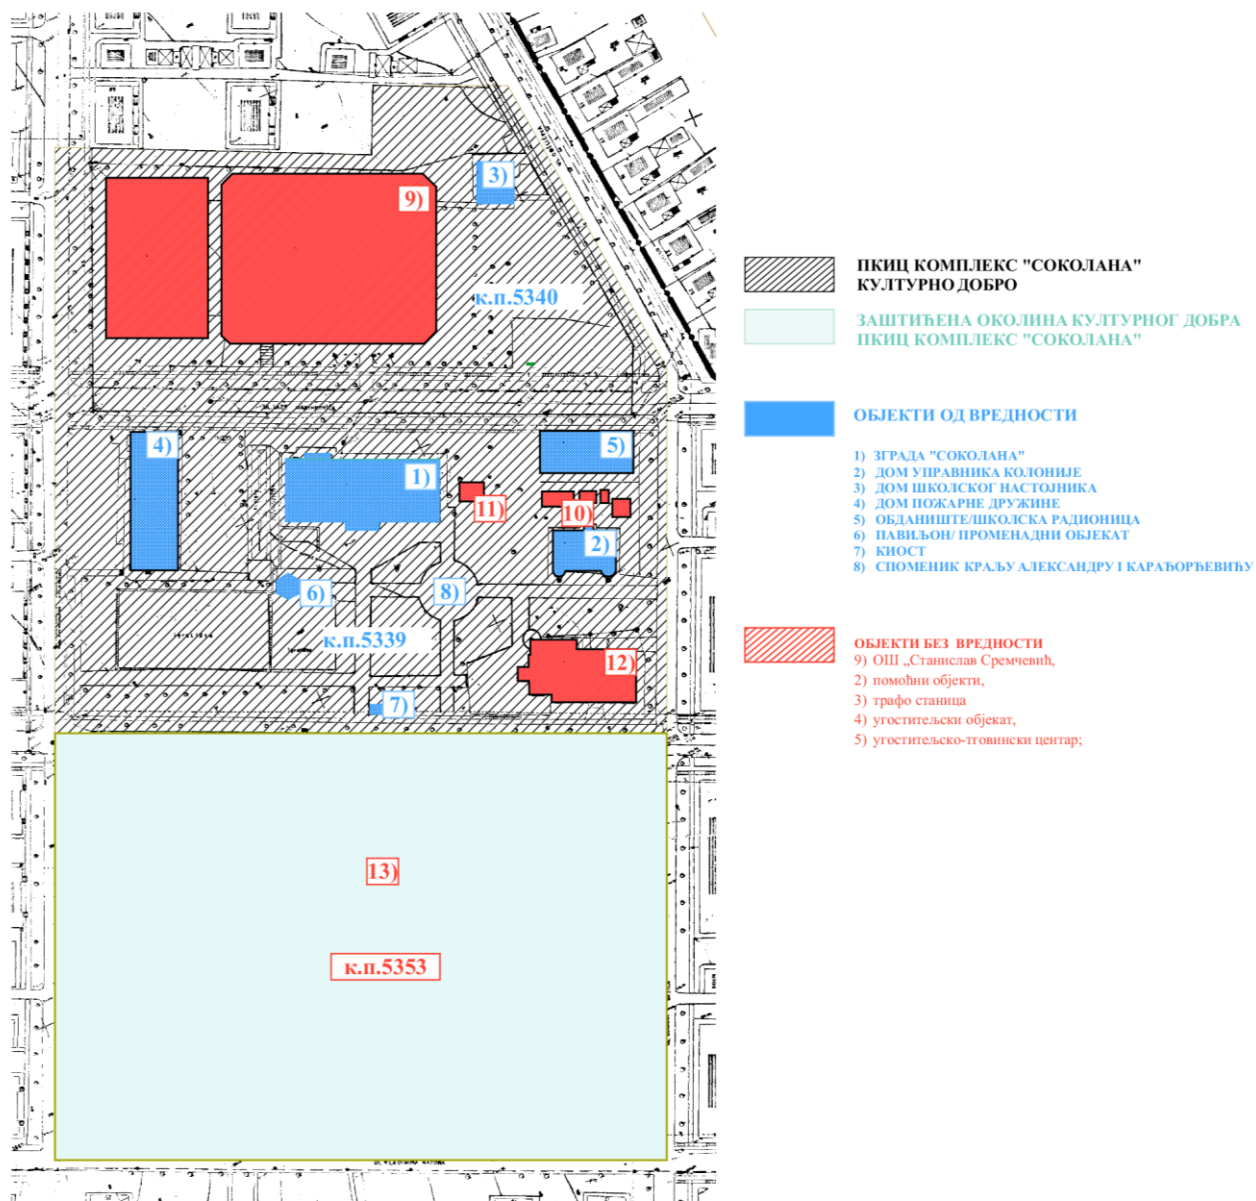 3)
9)
к.п.5340
4)
5)
1)
11)
10)
2)
6)
8)
к.п.5339
12)
7)
13)
к.п.5353
ПКИЦ КОМПЛЕКС "СОКОЛАНА"
КУЛТУРНО ДОБРО
ЗАШТИЋЕНА ОКОЛИНА КУЛТУРНОГ ДОБРА
ПКИЦ КОМПЛЕКС "СОКОЛАНА"
ОБЈЕКТИ ОД ВРЕДНОСТИ
1) ЗГРАДА "СОКОЛАНА"
2) ДОМ УПРАВНИКА КОЛОНИЈЕ
3) ДОМ ШКОЛСКОГ НАСТОЈНИКА
4) ДОМ ПОЖАРНЕ ДРУЖИНЕ
5) ОБДАНИШТЕ/ШКОЛСКА РАДИОНИЦА
6) ПАВИЉОН/ ПРОМЕНАДНИ ОБЈЕКАТ
7) КИОСТ
8) СПОМЕНИК КРАЉУ АЛЕКСАНДРУ I КАРАЂОРЂЕВИЋУ
ОБЈЕКТИ БЕЗ ВРЕДНОСТИ
9) ОШ „Станислав Сремчевић,
2) помоћни објекти,
3) трафо станица
4) угоститељски објекат,
5) угоститељско-тговински центар;